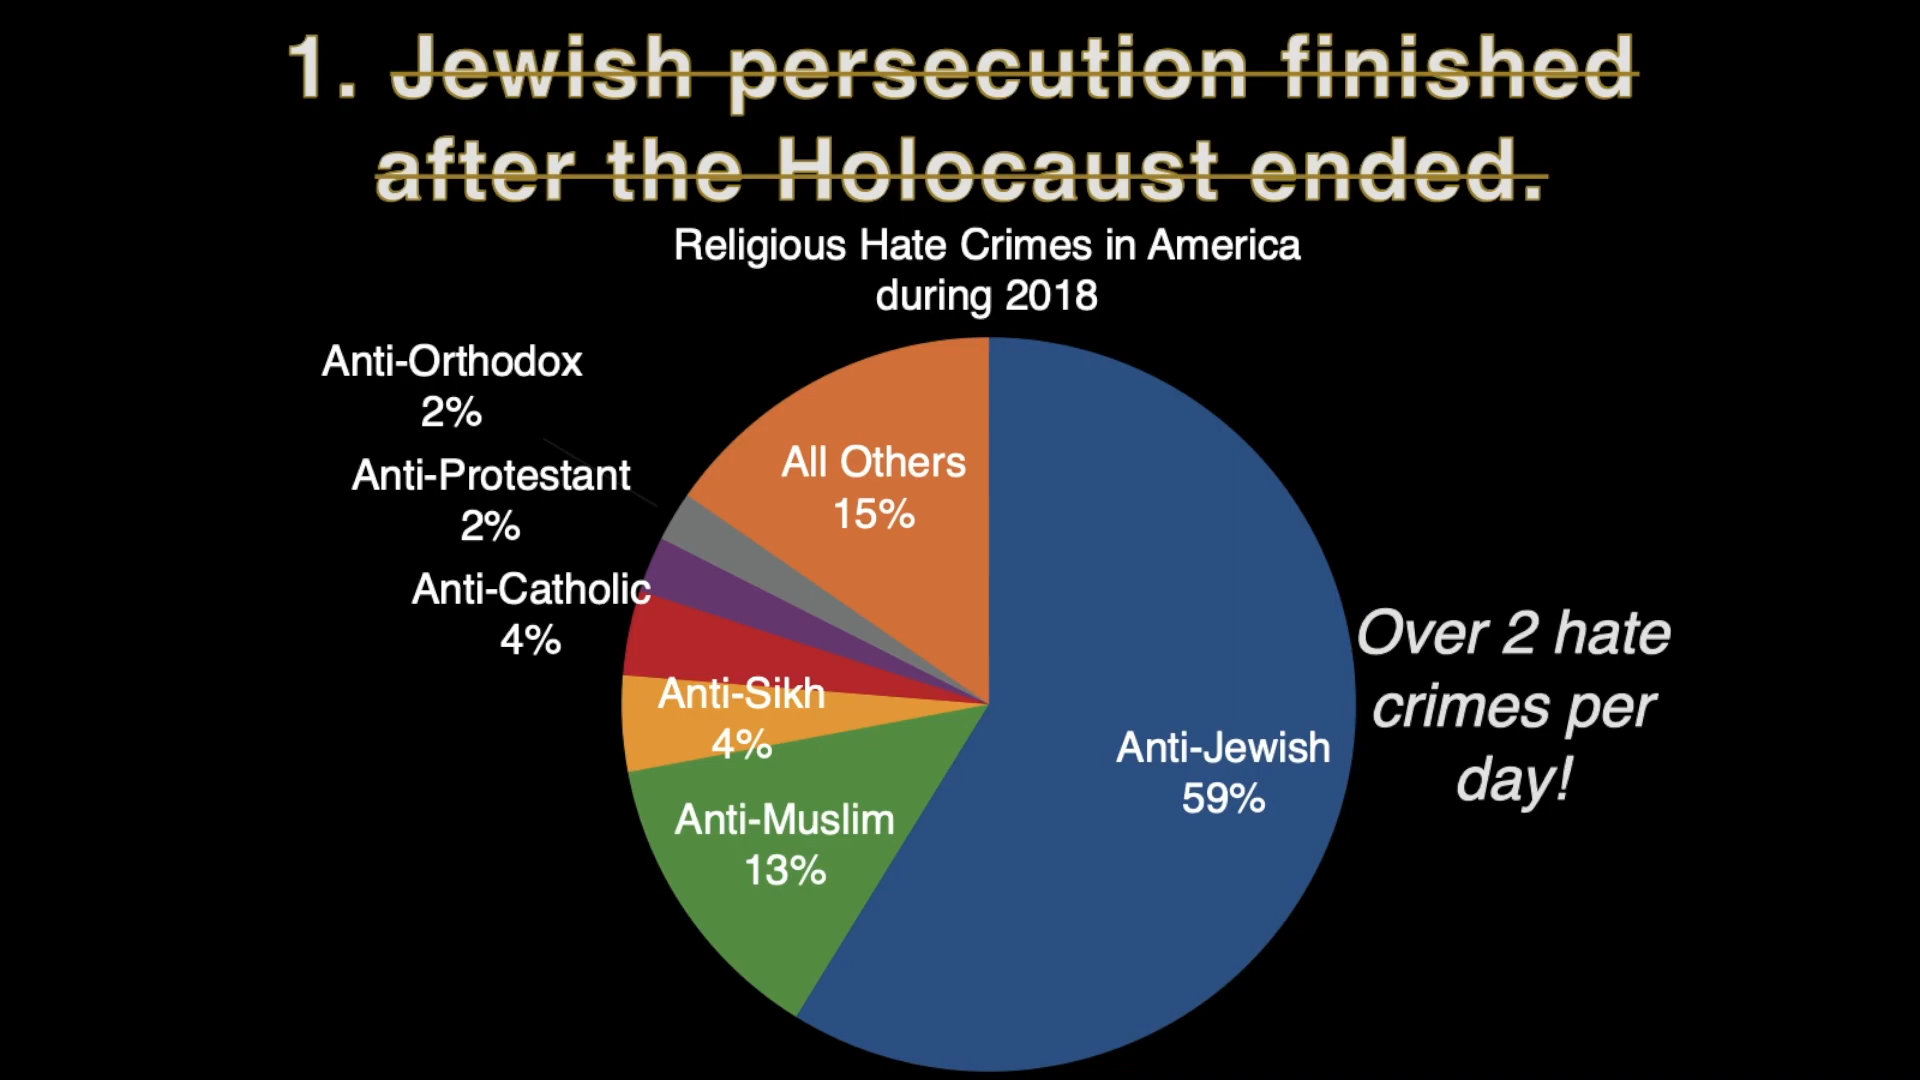 1. Jewish persecution finished
after the Holocaust ended.
Religious Hate Crimes in America
during 2018
Anti-Orthodox
2%
Anti-Protestant
2%
Anti-Catholic
4%
Anti-Sikh
4%
Anti-Muslim
13%
All Others
15%
Anti-Jewish
59%
Over 2 hate
crimes per
day!